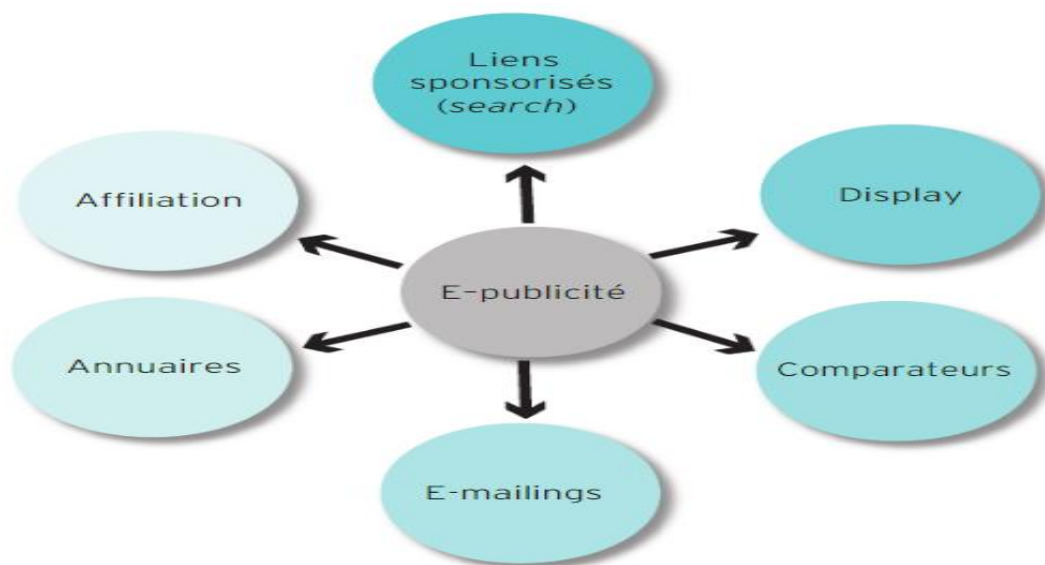 Liens
sponsorisés
(search)
Affiliation
Display
E-publicité
Annuaires
Comparateurs
E-mailings